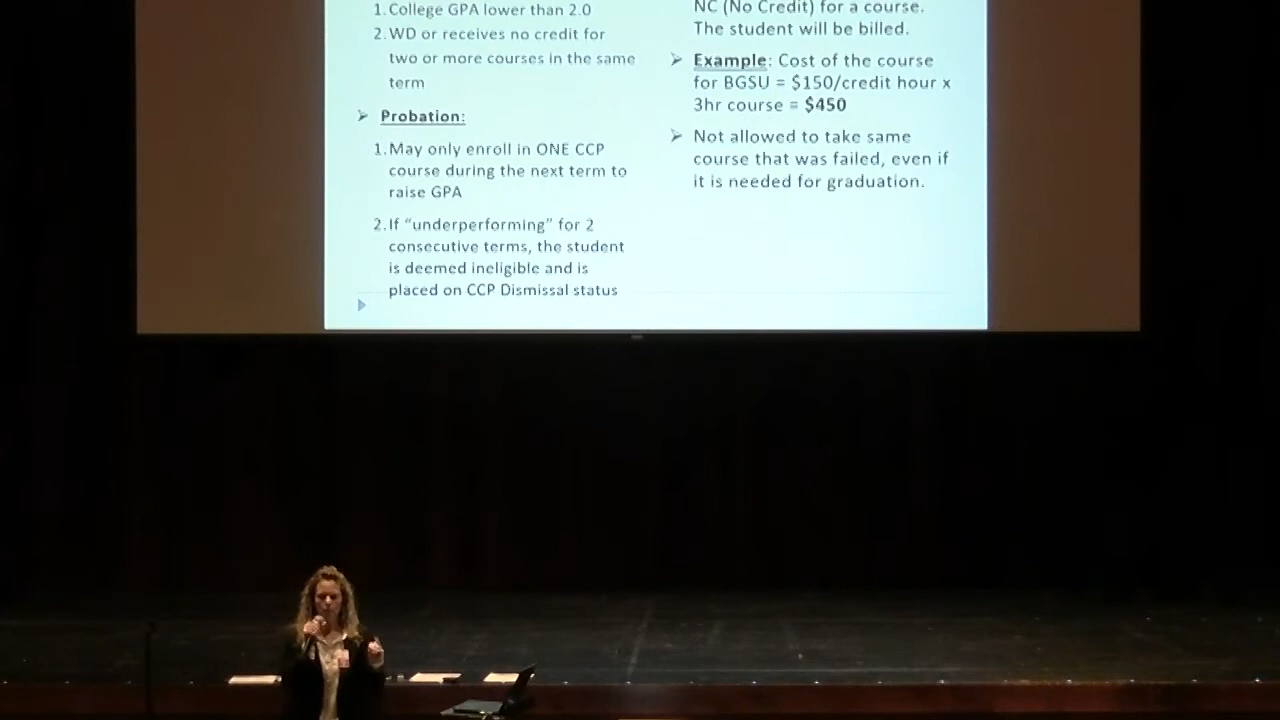 1. College GPA lower than 2.0
2. WD or receives no credit for
two or more courses in the same
term
➢ Probation:
1. May only enroll in ONE CCP
course during the next term to
raise GPA
2. If “underperforming” for 2
consecutive terms, the student
is deemed ineligible and is
placed on CCP Dismissal status
NC (No Credit) for a course.
The student will be billed.
➢ Example: Cost of the course
for BGSU = $150/credit hour x
3hr course = $450
➢ Not allowed to take same
course that was failed, even if
it is needed for graduation.